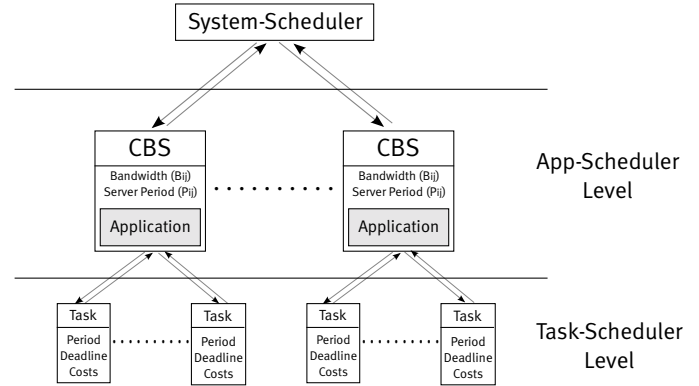 System-Scheduler
CBS
Bandwidth (Bij)
Server Period (Pij)
Application
CBS
Bandwidth (Bij)
Server Period (Pij)
Application
App-Scheduler
Level
Task
Period
Deadline
Costs
Task
Period
Deadline
Costs
Task
Period
Deadline
Costs
Task
Period
Deadline
Costs
Task-Scheduler
Level